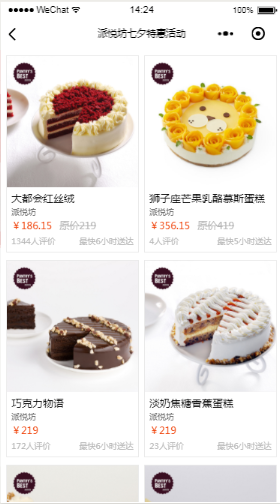 WeChat 14:24 100%
派悦坊七夕特惠活动
PANTRY'S BEST
PANTRY'S BEST
大都会红丝绒
派悦坊
￥186.15 原价219
1344人评价 最快6小时送达
狮子座芒果乳酪慕斯蛋糕
派悦坊
￥356.15 原价419
4人评价 最快5小时送达
PANTRY'S BEST
PANTRY'S BEST
巧克力物语
派悦坊
￥219
172人评价 最快6小时送达
淡奶焦糖香蕉蛋糕
派悦坊
￥219
23人评价 最快6小时送达
PANTRY'S BEST
PANTRY'S BEST